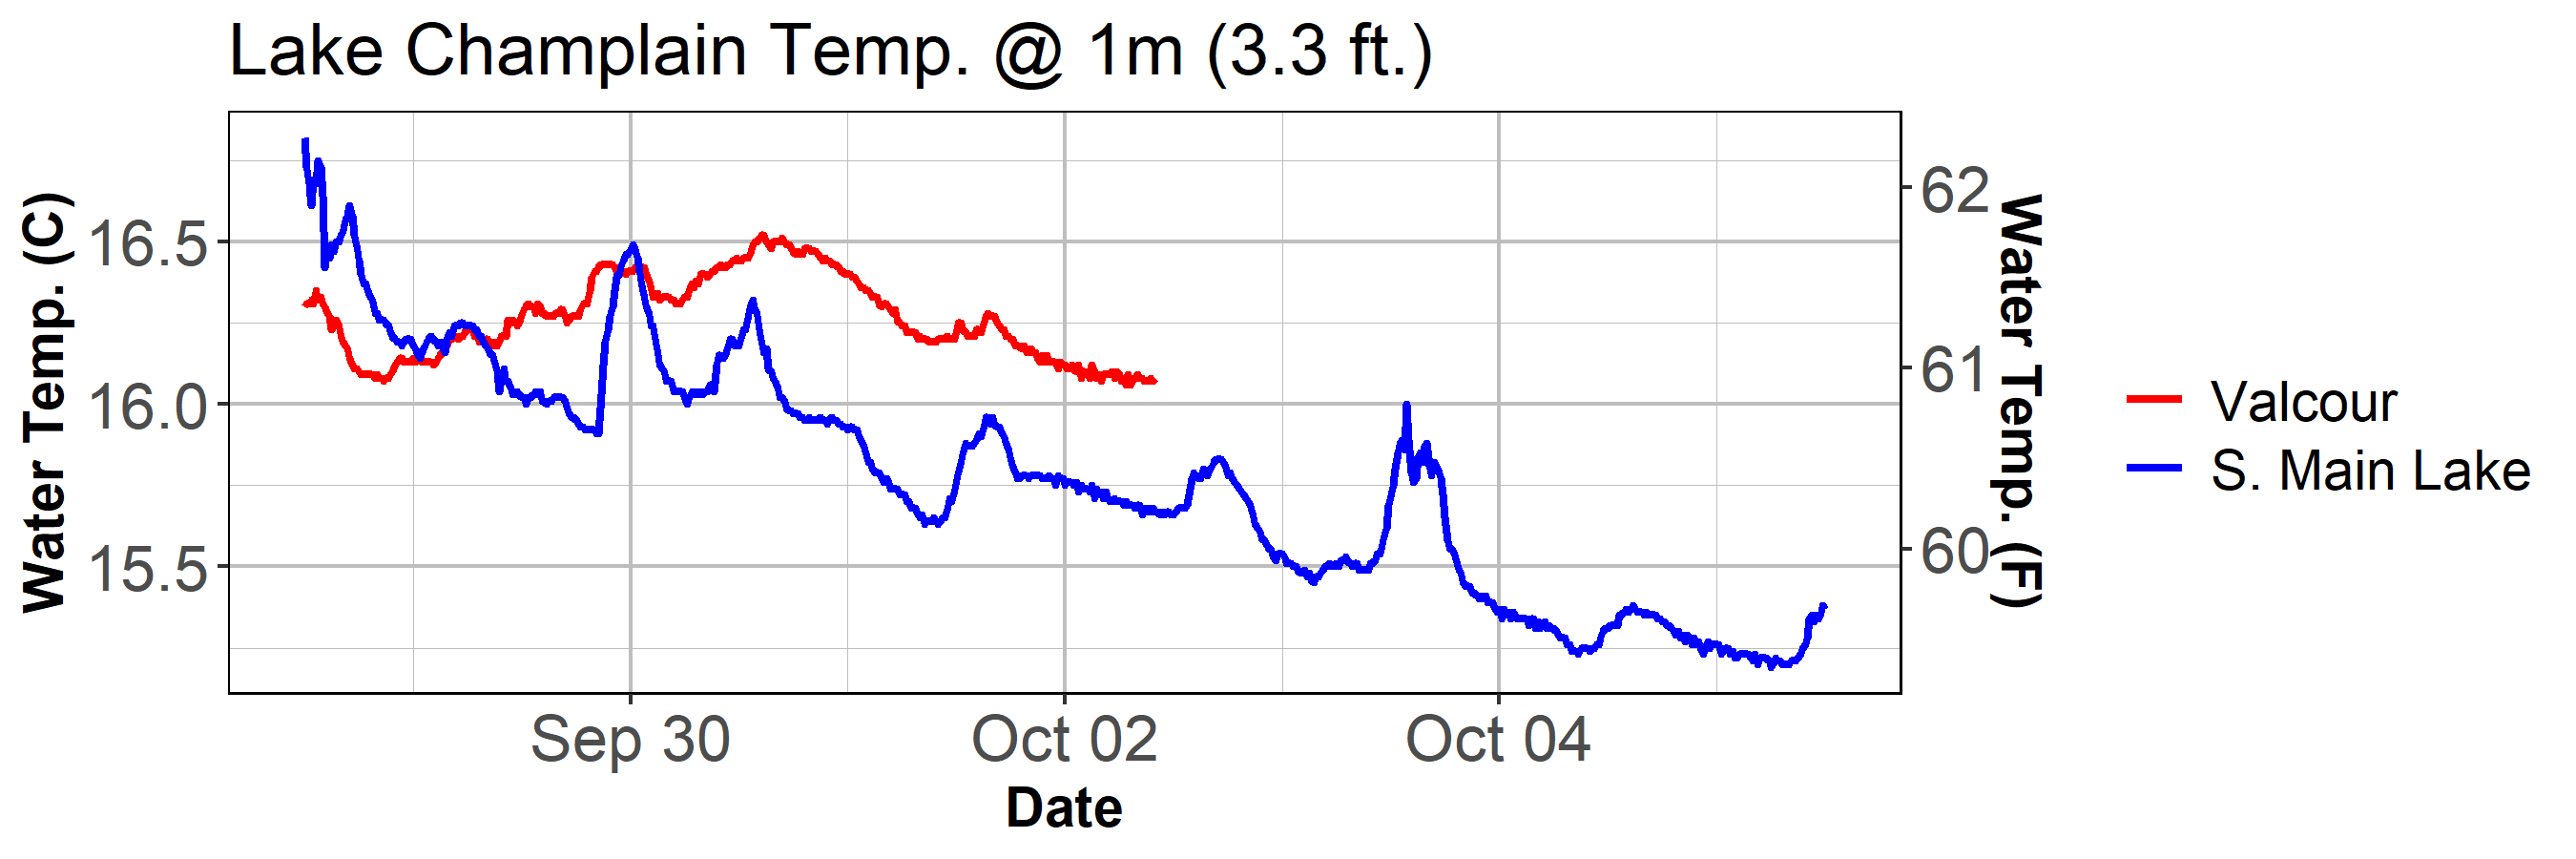 Lake Champlain Temp. @ 1m (3.3 ft.)
Water Temp. (C)
16.5
16.0
15.5
62
61
60
Water Temp. (F)
Sep 30
Oct 02
Oct 04
Date
Valcour
S. Main Lake